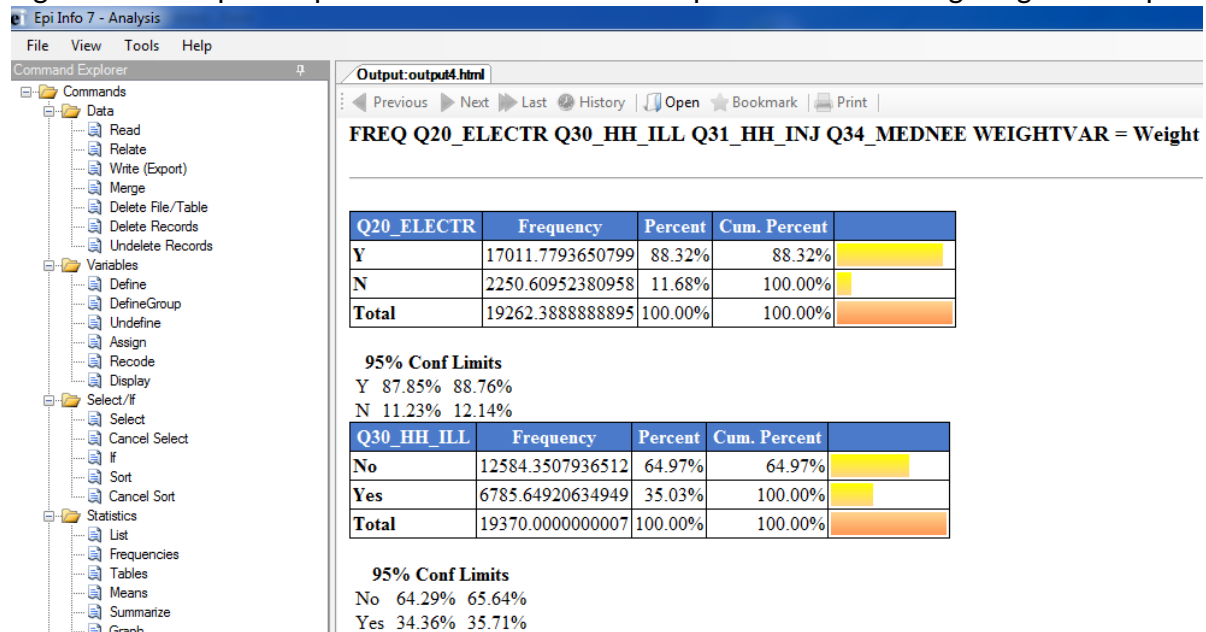 Epi Info 7 - Analysis
File View Tools Help
Command Explorer
Commands
Data
Read
Relate
Write (Export)
Merge
Delete File/Table
Delete Records
Undelete Records
Variables
Define
DefineGroup
Undefine
Assign
Recode
Display
Select/If
Select
Cancel Select
If
Sort
Cancel Sort
Statistics
List
Frequencies
Tables
Means
Summarize
Graph
Output:output4.html
Previous Next Last History Open Bookmark Print
FREQ Q20_ELECTR Q30_HH_ILL Q31_HH_INJ Q34_MEDNEE WEIGHTVAR = Weight
Q20_ELECTR Frequency Percent Cum. Percent
Y 17011.7793650799 88.32% 88.32%
N 2250.60952380958 11.68% 100.00%
Total 19262.3888888895 100.00% 100.00%
95% Conf Limits
Y 87.85% 88.76%
N 11.23% 12.14%
Q30_HH_ILL Frequency Percent Cum. Percent
No 12584.3507936512 64.97% 64.97%
Yes 6785.64920634949 35.03% 100.00%
Total 19370.0000000007 100.00% 100.00%
95% Conf Limits
No 64.29% 65.64%
Yes 34.36% 35.71%